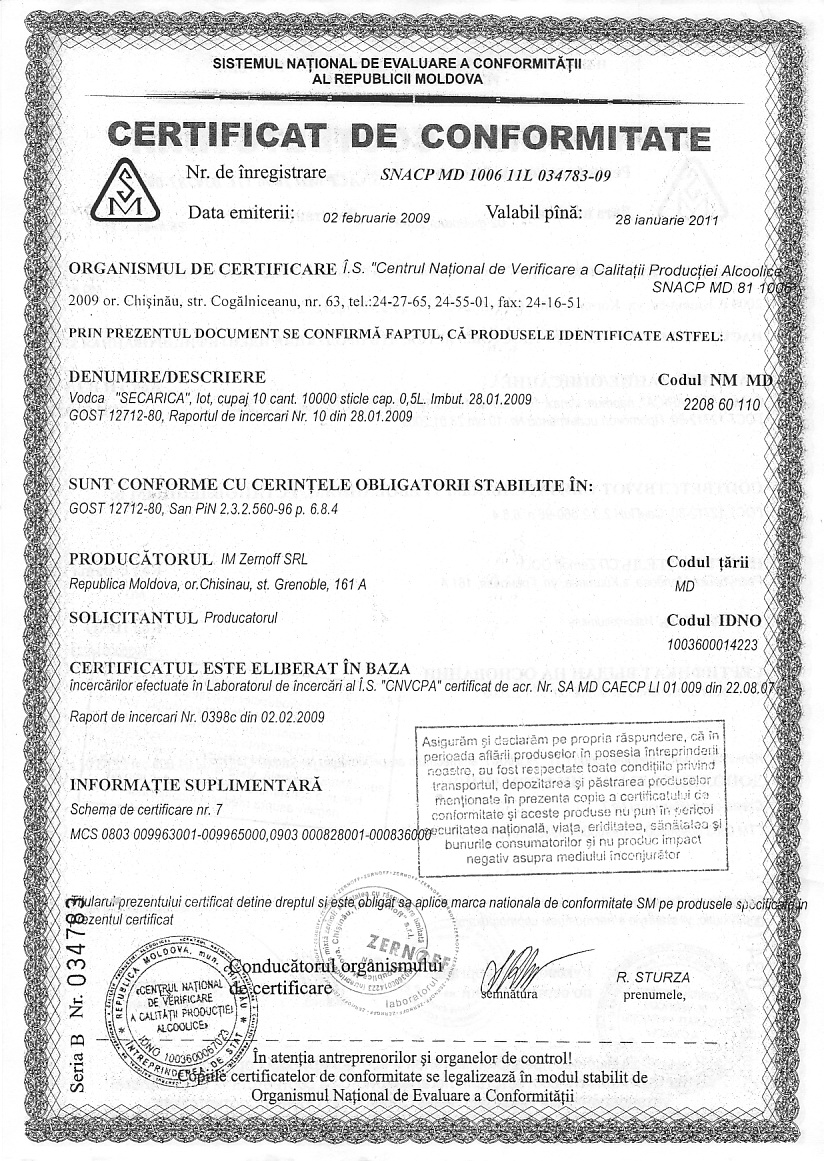 SISTEMUL NAȚIONAL DE EVALUARE A CONFORMITĂȚII
AL REPUBLICII MOLDOVA
CERTIFICAT DE CONFORMITATE
SM
Nr. de înregistrare SNACP MD 1006 11L 034783-09
Data emiterii: 02 februarie 2009 Valabil pînă: 28 ianuarie 2011
ORGANISMUL DE CERTIFICARE Î.S. "Centrul Național de Verificare a Calitații Producției Alcoolice"
SNACP MD 81 1006
2009 or. Chișinău, str. Cogălniceanu, nr. 63, tel.:24-27-65, 24-55-01, fax: 24-16-51
PRIN PREZENTUL DOCUMENT SE CONFIRMĂ FAPTUL, CĂ PRODUSELE IDENTIFICATE ASTFEL:
DENUMIRE/DESCRIERE Codul NM MD
Vodca "SECARICA", lot, cupaj 10 cant. 10000 sticle cap. 0,5L. Imbut. 28.01.2009 2208 60 110
GOST 12712-80, Raportul de incercari Nr. 10 din 28.01.2009
SUNT CONFORME CU CERINȚELE OBLIGATORII STABILITE ÎN:
GOST 12712-80, San PiN 2.3.2.560-96 p. 6.8.4
PRODUCĂTORUL IM Zernoff SRL Codul țării
Republica Moldova, or.Chisinau, st. Grenoble, 161 A MD
SOLICITANTUL Producatorul Codul IDNO
1003600014223
CERTIFICATUL ESTE ELIBERAT ÎN BAZA
încercărilor efectuate în Laboratorul de încercări al Î.S. "CNVCPA" certificat de acr. Nr. SA MD CAECP LI 01 009 din 22.08.07
Raport de incercari Nr. 0398c din 02.02.2009
Asigurăm și declarăm pe propria răspundere, că în
perioada aflării produselor în posesia întreprinderii
noastre, au fost respectate toate condițiile privind
transportul, depozitarea și păstrarea produselor
menționate în prezenta copie a certificatului de
conformitate și aceste produse nu pun în pericol
securitatea națională, viața, eriditatea, sănătatea și
bunurile consumatorilor și nu produc impact
negativ asupra mediului înconjurător
INFORMAȚIE SUPLIMENTARĂ
Schema de certificare nr. 7
MCS 0803 009963001-009965000,0903 000828001-000836000
Titularul prezentului certificat detine dreptul si este obligat sa aplice marca nationala de conformitate SM pe produsele specificate in
prezentul certificat
Seria B Nr. 034783
ZERNOFF
laboratorul
REPUBLICA MOLDOVA, mun. CHIȘINĂU
«CENTRUL NAȚIONAL
DE VERIFICARE
A CALITĂȚII PRODUCȚIEI
ALCOOLICE»
IDNO 1003600067023
ÎNTREPRINDEREA DE STAT
Conducătorul organismului
de certificare
semnătura
R. STURZA
prenumele,
În atenția antreprenorilor și organelor de control!
Copiile certificatelor de conformitate se legalizează în modul stabilit de
Organismul Național de Evaluare a Conformității